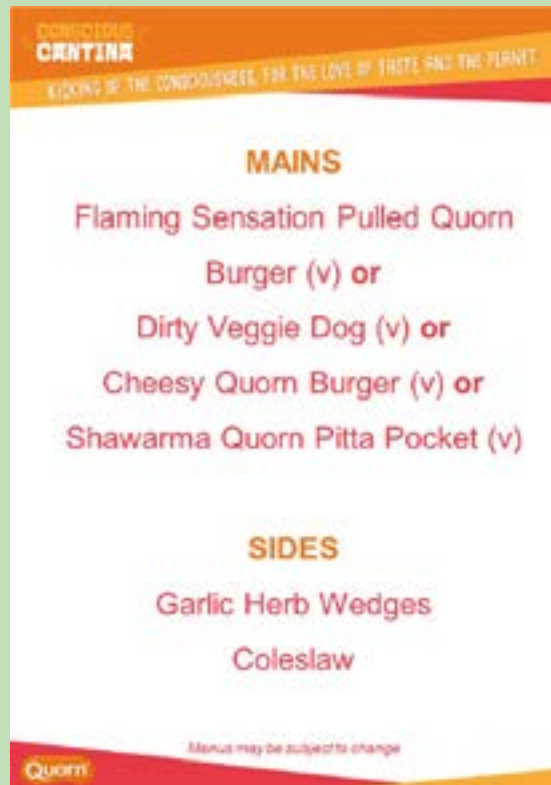 CONSCIOUS
CANTINA
KICKING UP THE CONSCIOUSNESS, FOR THE LOVE OF TASTE AND THE PLANET
MAINS
Flaming Sensation Pulled Quorn
Burger (v) or
Dirty Veggie Dog (v) or
Cheesy Quorn Burger (v) or
Shawarma Quorn Pitta Pocket (v)
SIDES
Garlic Herb Wedges
Coleslaw
Menus may be subject to change
Quorn